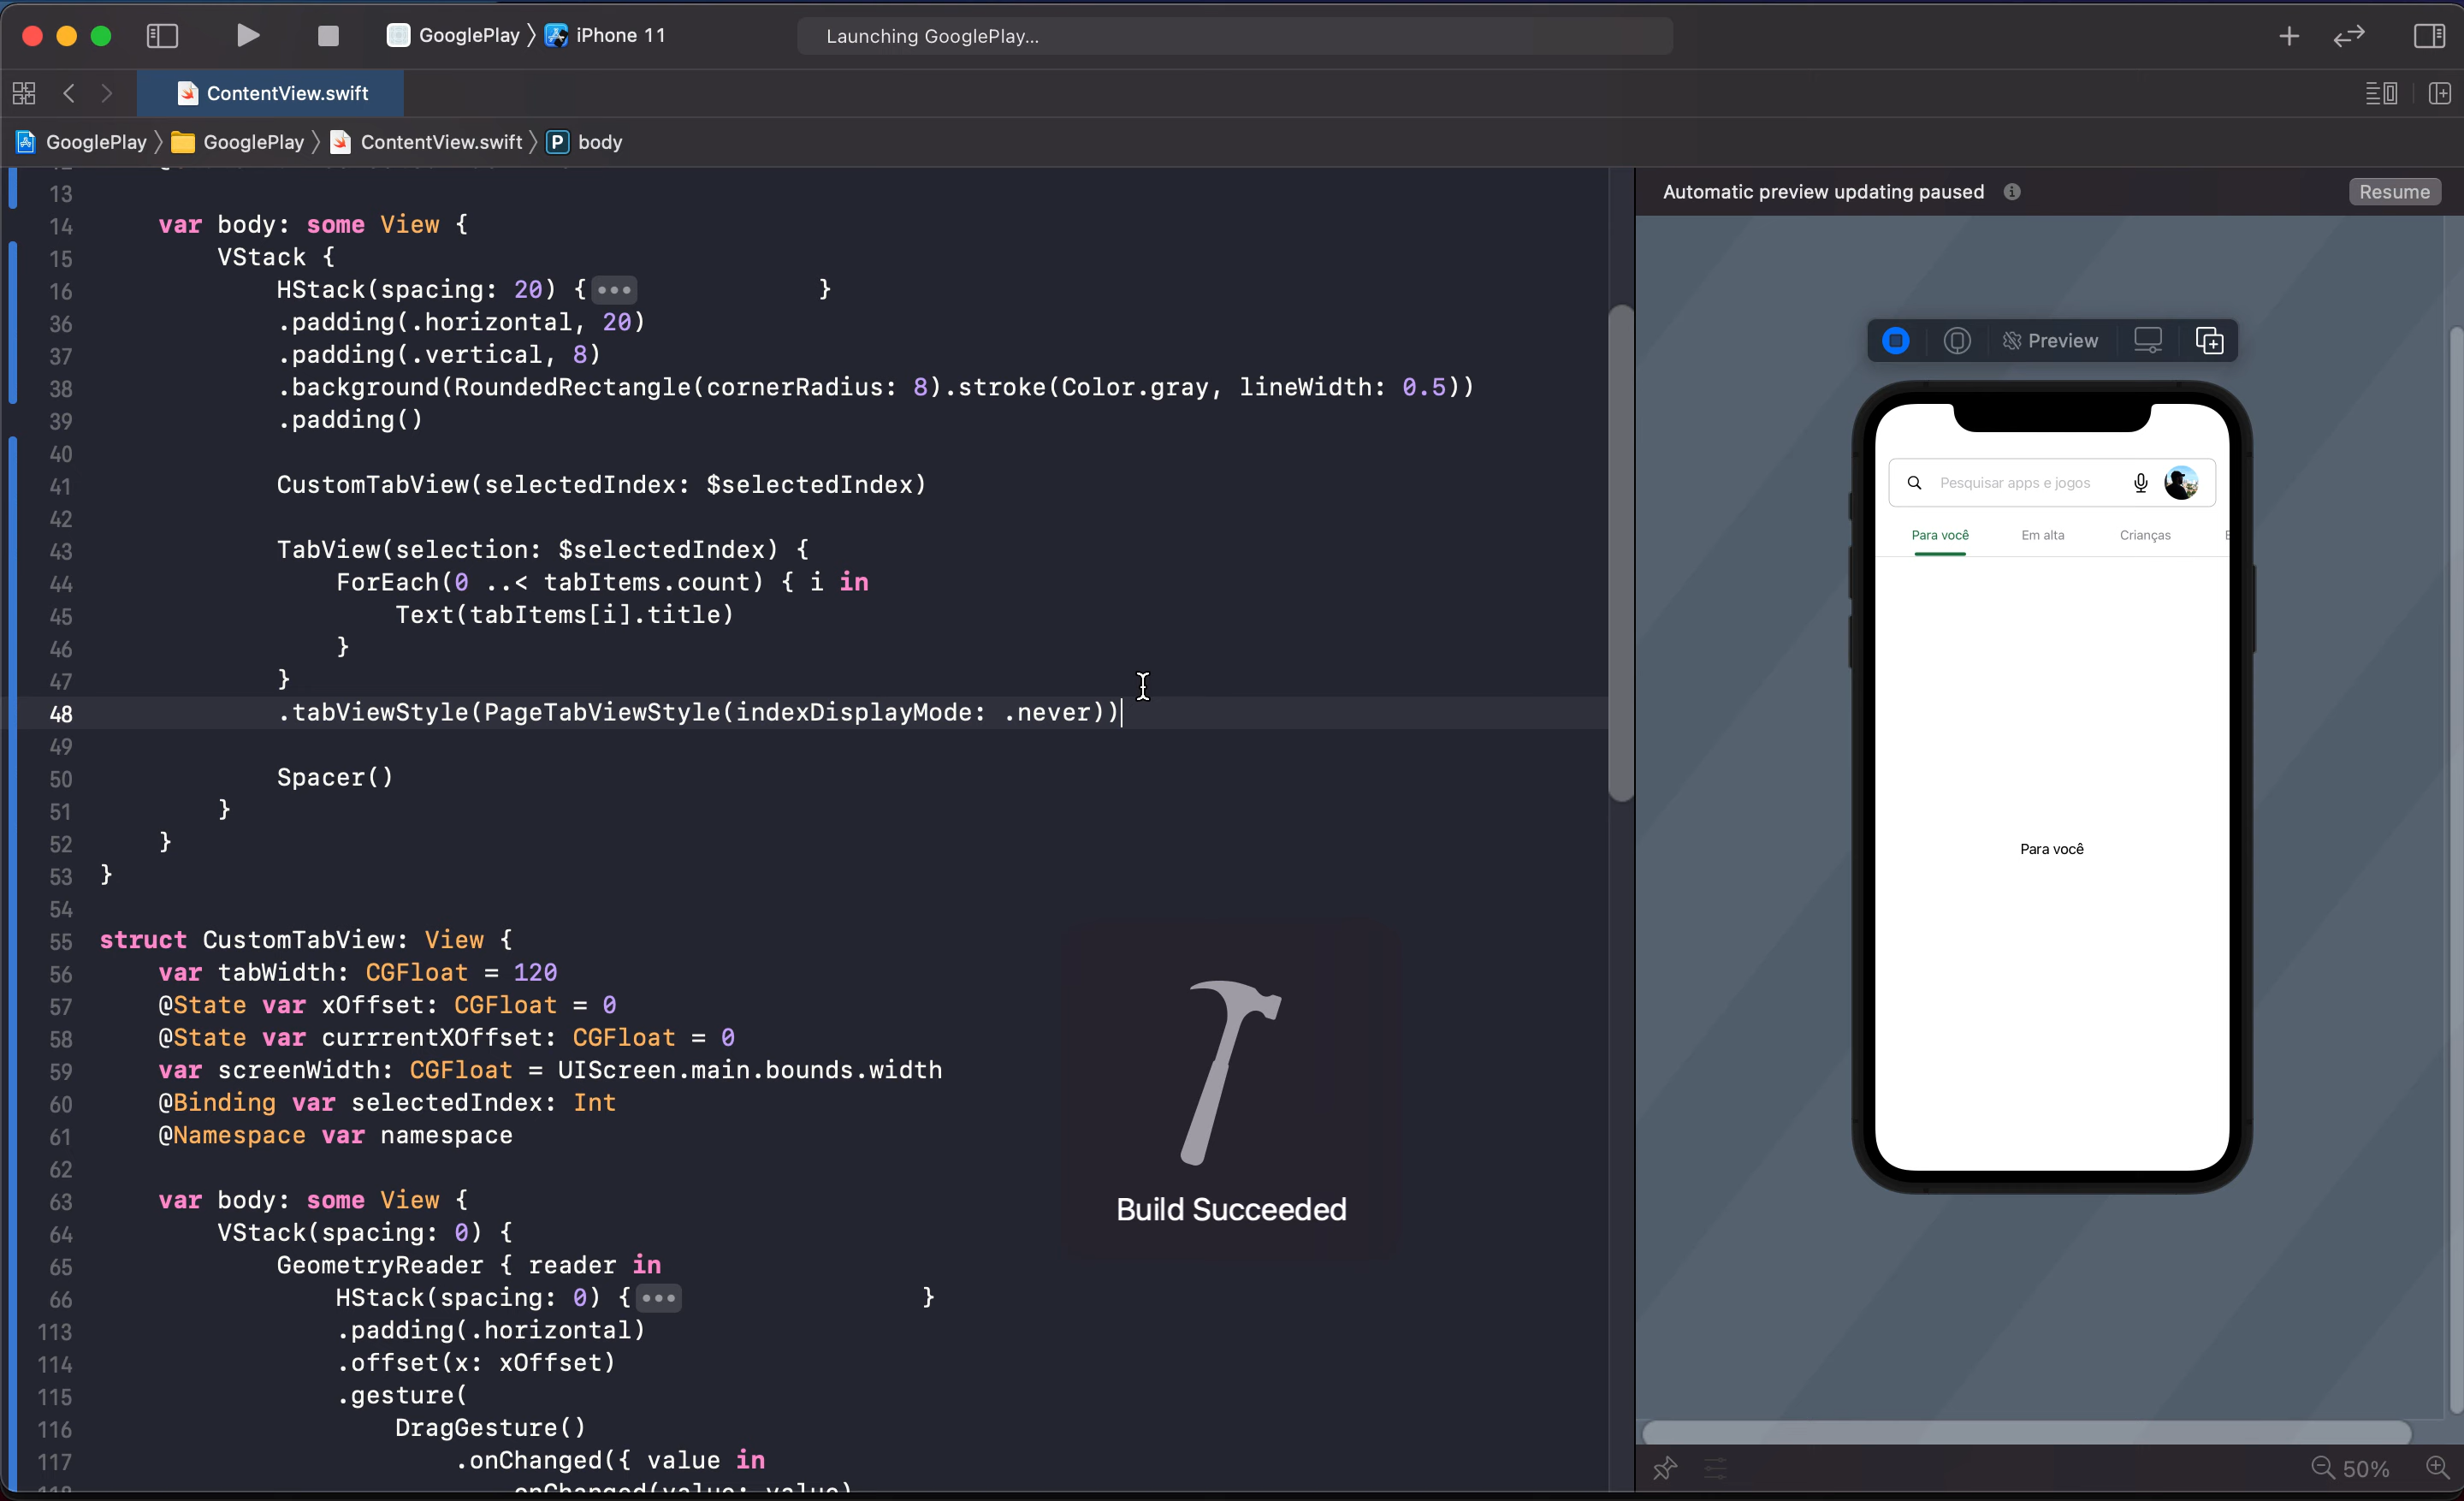 GooglePlay 〉 iPhone 11
Launching GooglePlay...
ContentView.swift
GooglePlay 〉 GooglePlay 〉 ContentView.swift 〉 P body
13
14     var body: some View {
15         VStack {
16             HStack(spacing: 20) {•••            }
36             .padding(.horizontal, 20)
37             .padding(.vertical, 8)
38             .background(RoundedRectangle(cornerRadius: 8).stroke(Color.gray, lineWidth: 0.5))
39             .padding()
40
41             CustomTabView(selectedIndex: $selectedIndex)
42
43             TabView(selection: $selectedIndex) {
44                 ForEach(0 ..< tabItems.count) { i in
45                     Text(tabItems[i].title)
46                 }
47             }
48             .tabViewStyle(PageTabViewStyle(indexDisplayMode: .never))
49
50             Spacer()
51         }
52     }
53 }
54
55 struct CustomTabView: View {
56     var tabWidth: CGFloat = 120
57     @State var xOffset: CGFloat = 0
58     @State var currrentXOffset: CGFloat = 0
59     var screenWidth: CGFloat = UIScreen.main.bounds.width
60     @Binding var selectedIndex: Int
61     @Namespace var namespace
62
63     var body: some View {
64         VStack(spacing: 0) {
65             GeometryReader { reader in
66                 HStack(spacing: 0) {•••                }
113                 .padding(.horizontal)
114                 .offset(x: xOffset)
115                 .gesture(
116                     DragGesture()
117                         .onChanged({ value in
Build Succeeded
Automatic preview updating paused
Resume
Preview
Pesquisar apps e jogos
Para você
Em alta
Crianças
Para você
50%